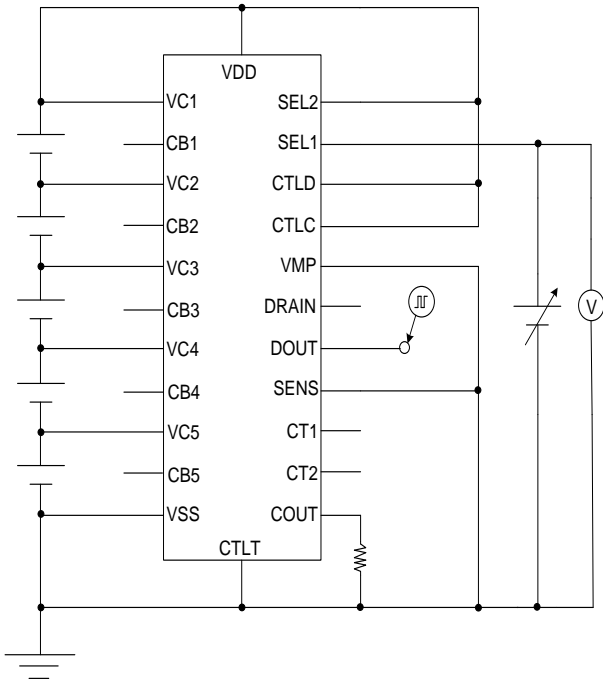 VDD
VC1 SEL2
CB1 SEL1
VC2 CTLD
CB2 CTLC
VC3 VMP
CB3 DRAIN
VC4 DOUT
CB4 SENS
VC5 CT1
CB5 CT2
VSS COUT
CTLT
V